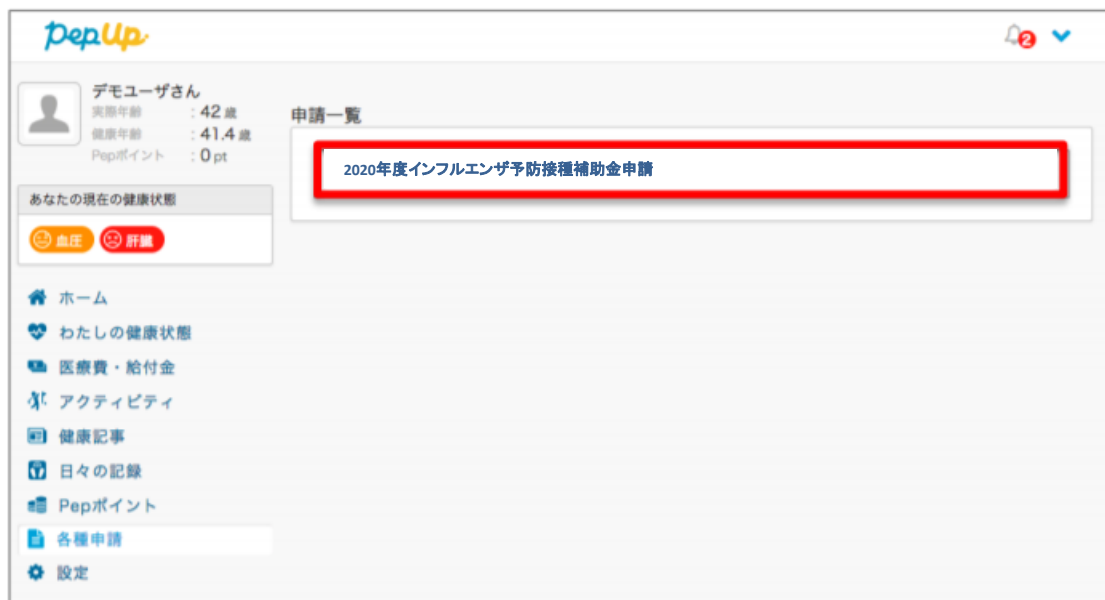 PepUp
2
デモユーザさん
実際年齢 : 42 歳
健康年齢 : 41.4 歳
Pepポイント : 0 pt
あなたの現在の健康状態
血圧 肝臓
ホーム
わたしの健康状態
医療費・給付金
アクティビティ
健康記事
日々の記録
Pepポイント
各種申請
設定
申請一覧
2020年度インフルエンザ予防接種補助金申請